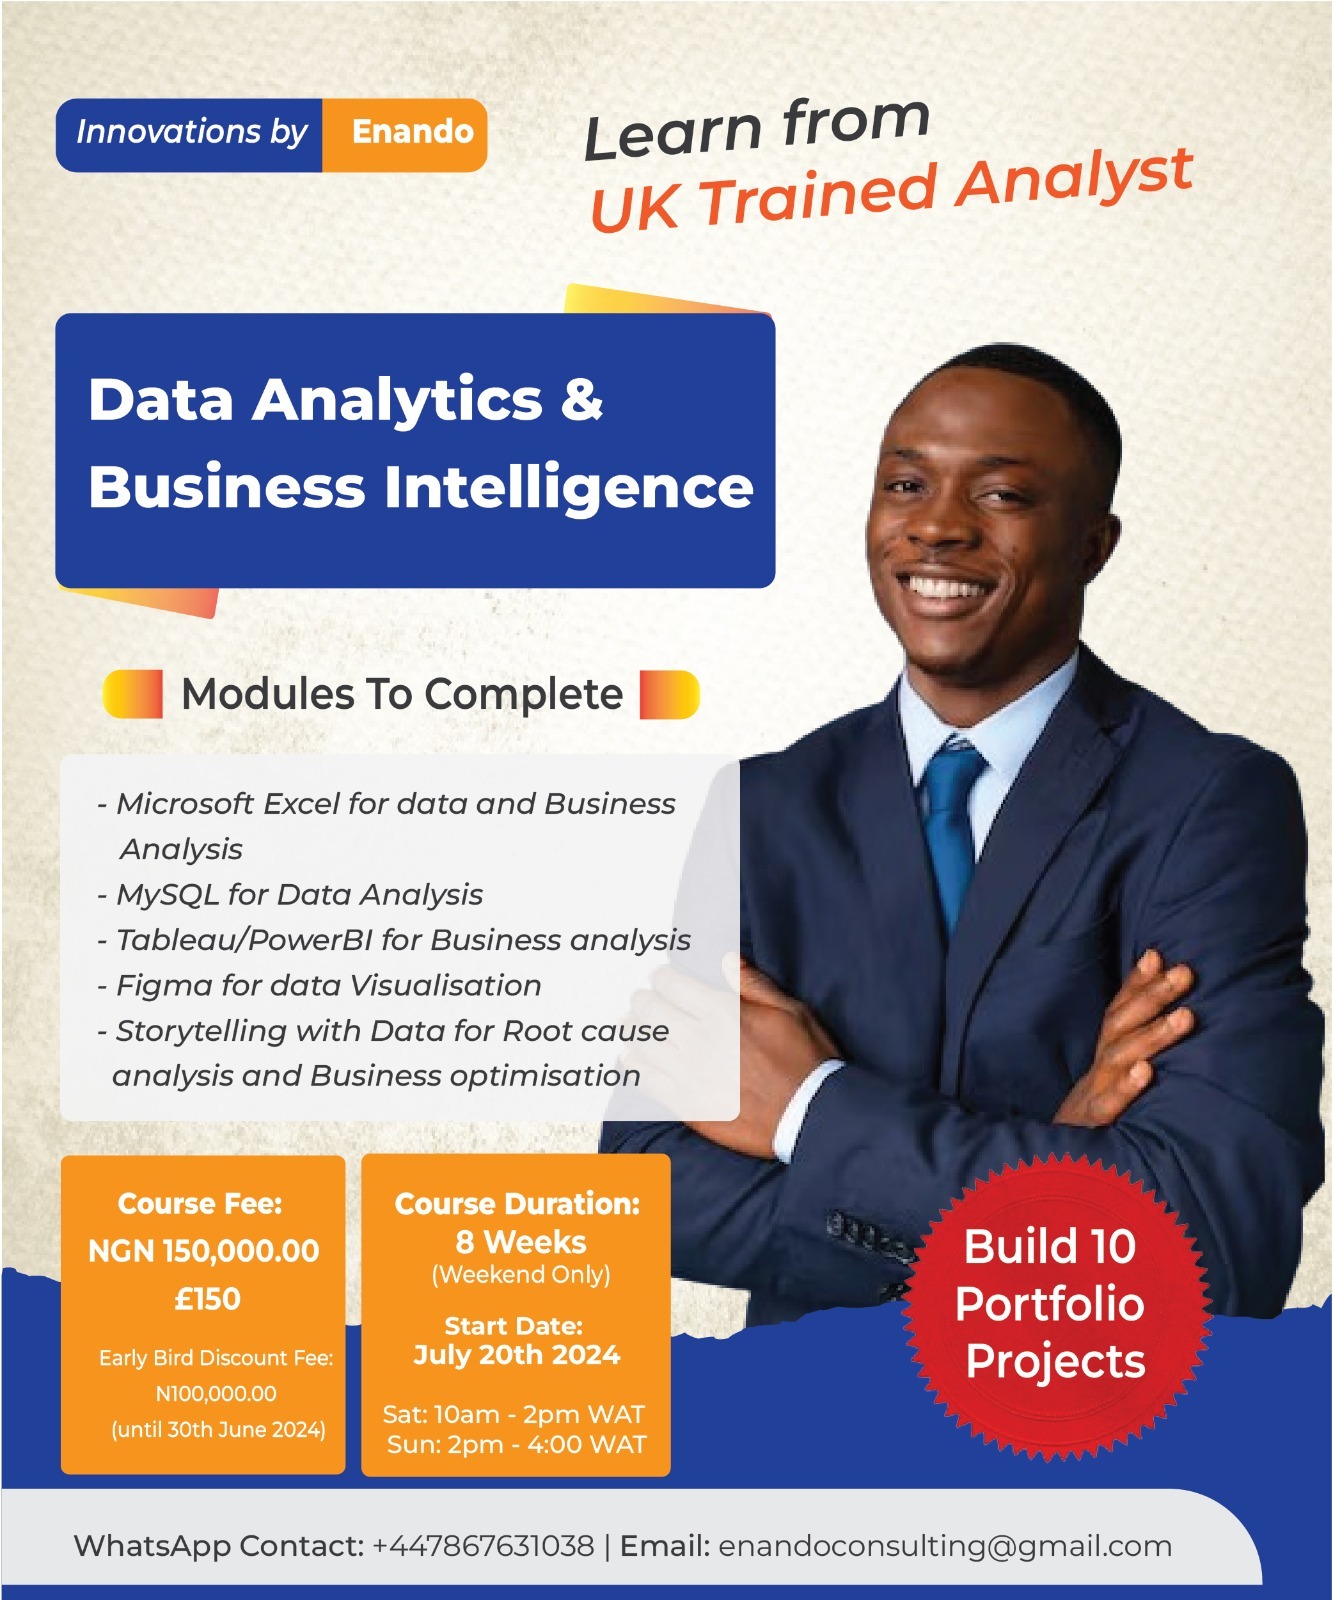 Innovations by Enando
Learn from
UK Trained Analyst
Data Analytics &
Business Intelligence
Modules To Complete
- Microsoft Excel for data and Business
Analysis
- MySQL for Data Analysis
- Tableau/PowerBI for Business analysis
- Figma for data Visualisation
- Storytelling with Data for Root cause
analysis and Business optimisation
Course Fee:
NGN 150,000.00
£150
Early Bird Discount Fee:
N100,000.00
(until 30th June 2024)
Course Duration:
8 Weeks
(Weekend Only)
Start Date:
July 20th 2024
Sat: 10am - 2pm WAT
Sun: 2pm - 4:00 WAT
Build 10
Portfolio
Projects
WhatsApp Contact: +447867631038 | Email: enandoconsulting@gmail.com